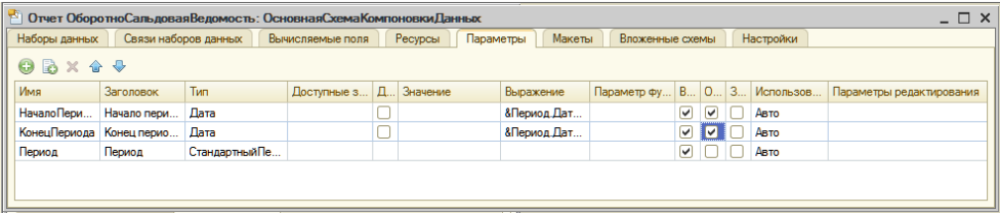 Отчет ОборотноСальдоваяВедомость: ОсновнаяСхемаКомпоновкиДанных
Наборы данных Связи наборов данных Вычисляемые поля Ресурсы Параметры Макеты Вложенные схемы Настройки
Имя Заголовок Тип Доступные з... Д... Значение Выражение Параметр фу... В... О... З... Использов... Параметры редактирования
НачалоПери... Начало пери... Дата &Период.Дат... Авто
КонецПериода Конец перио... Дата &Период.Дат... Авто
Период Период СтандартныйПе... Авто